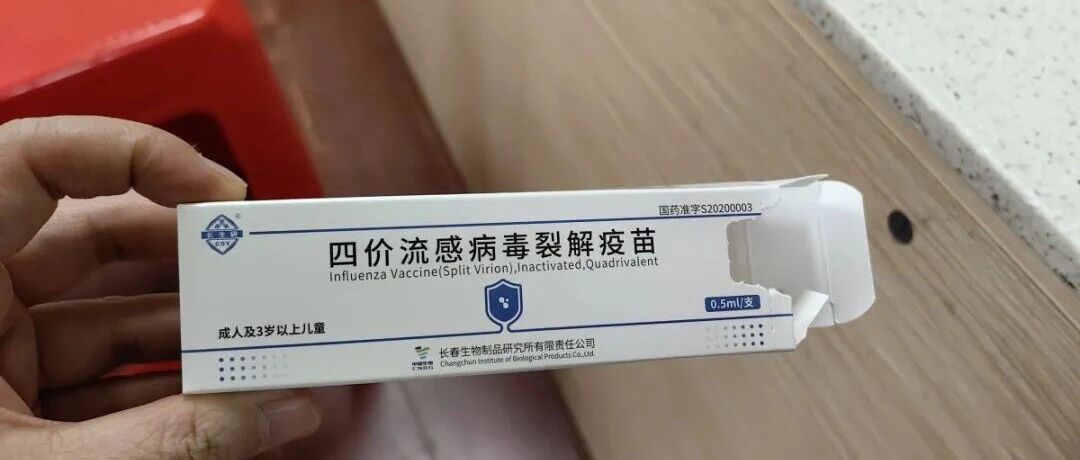 国药准字S20200003
四价流感病毒裂解疫苗
Influenza Vaccine(Split Virion),Inactivated,Quadrivalent
0.5ml/支
成人及3岁以上儿童
长春生物制品研究所有限责任公司
Changchun Institute of Biological Products Co.,Ltd.